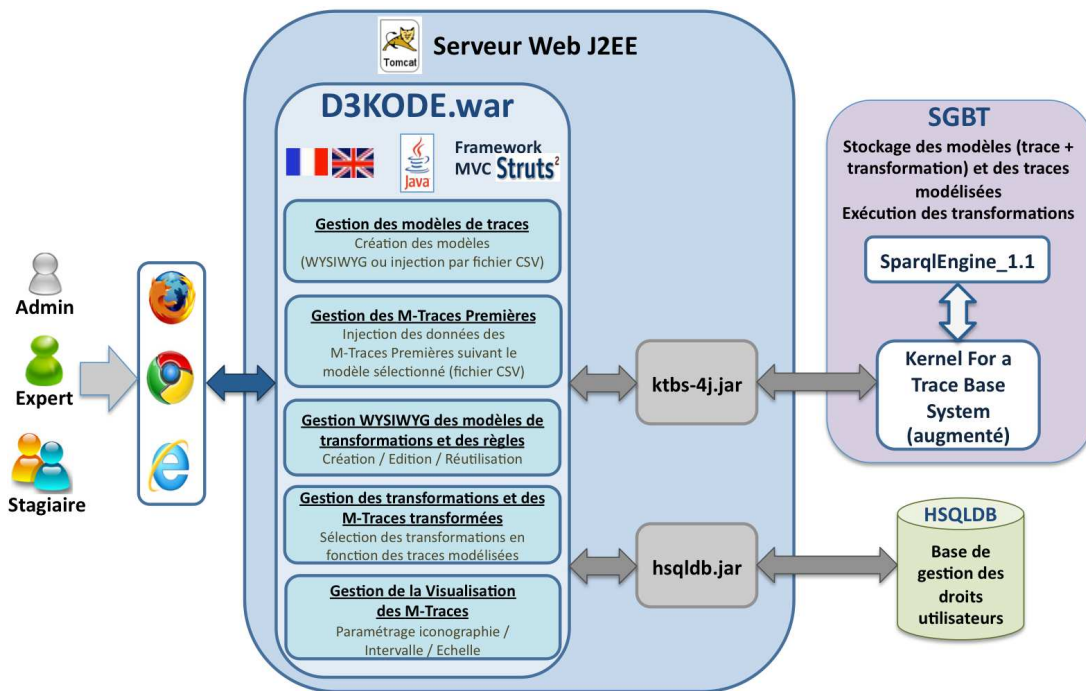 Tomcat
Serveur Web J2EE
D3KODE.war
Java
Framework
MVC Struts2
Gestion des modèles de traces
Création des modèles
(WYSIWYG ou injection par fichier CSV)
Gestion des M-Traces Premières
Injection des données des
M-Traces Premières suivant le
modèle sélectionné (fichier CSV)
Gestion WYSIWYG des modèles de
transformations et des règles
Création / Edition / Réutilisation
Gestion des transformations et des
M-Traces transformées
Sélection des transformations en
fonction des traces modélisées
Gestion de la Visualisation
des M-Traces
Paramétrage iconographie /
Intervalle / Echelle
Admin
Expert
Stagiaire
ktbs-4j.jar
hsqldb.jar
SGBT
Stockage des modèles (trace +
transformation) et des traces
modélisées
Exécution des transformations
SparqlEngine_1.1
Kernel For a
Trace Base
System
(augmenté)
HSQLDB
Base de
gestion des
droits
utilisateurs